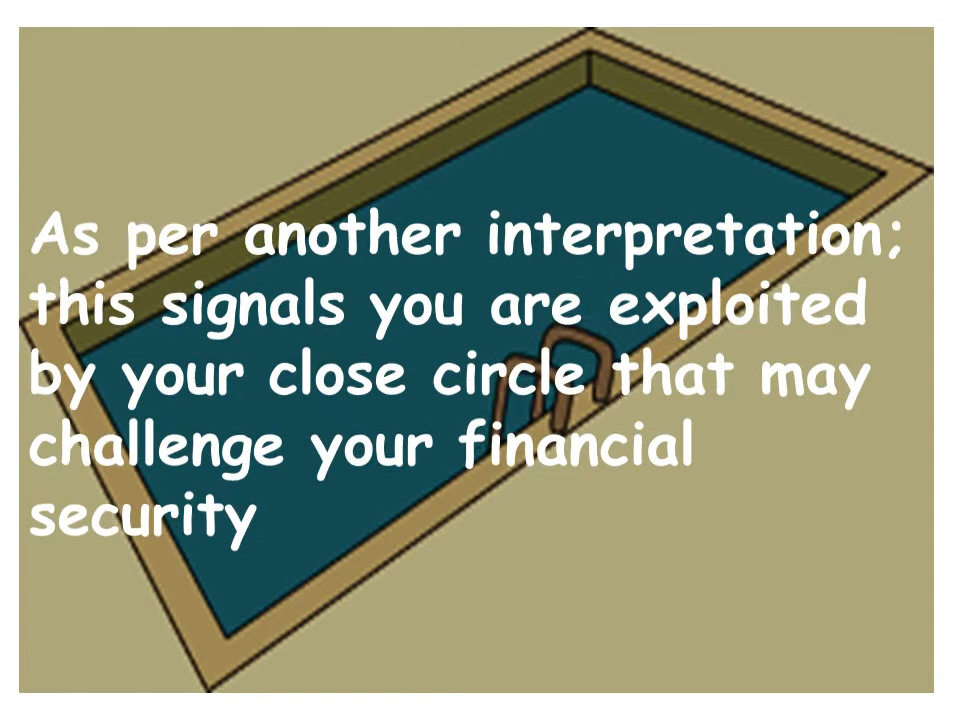 As per another interpretation;
this signals you are exploited
by your close circle that may
challenge your financial
security